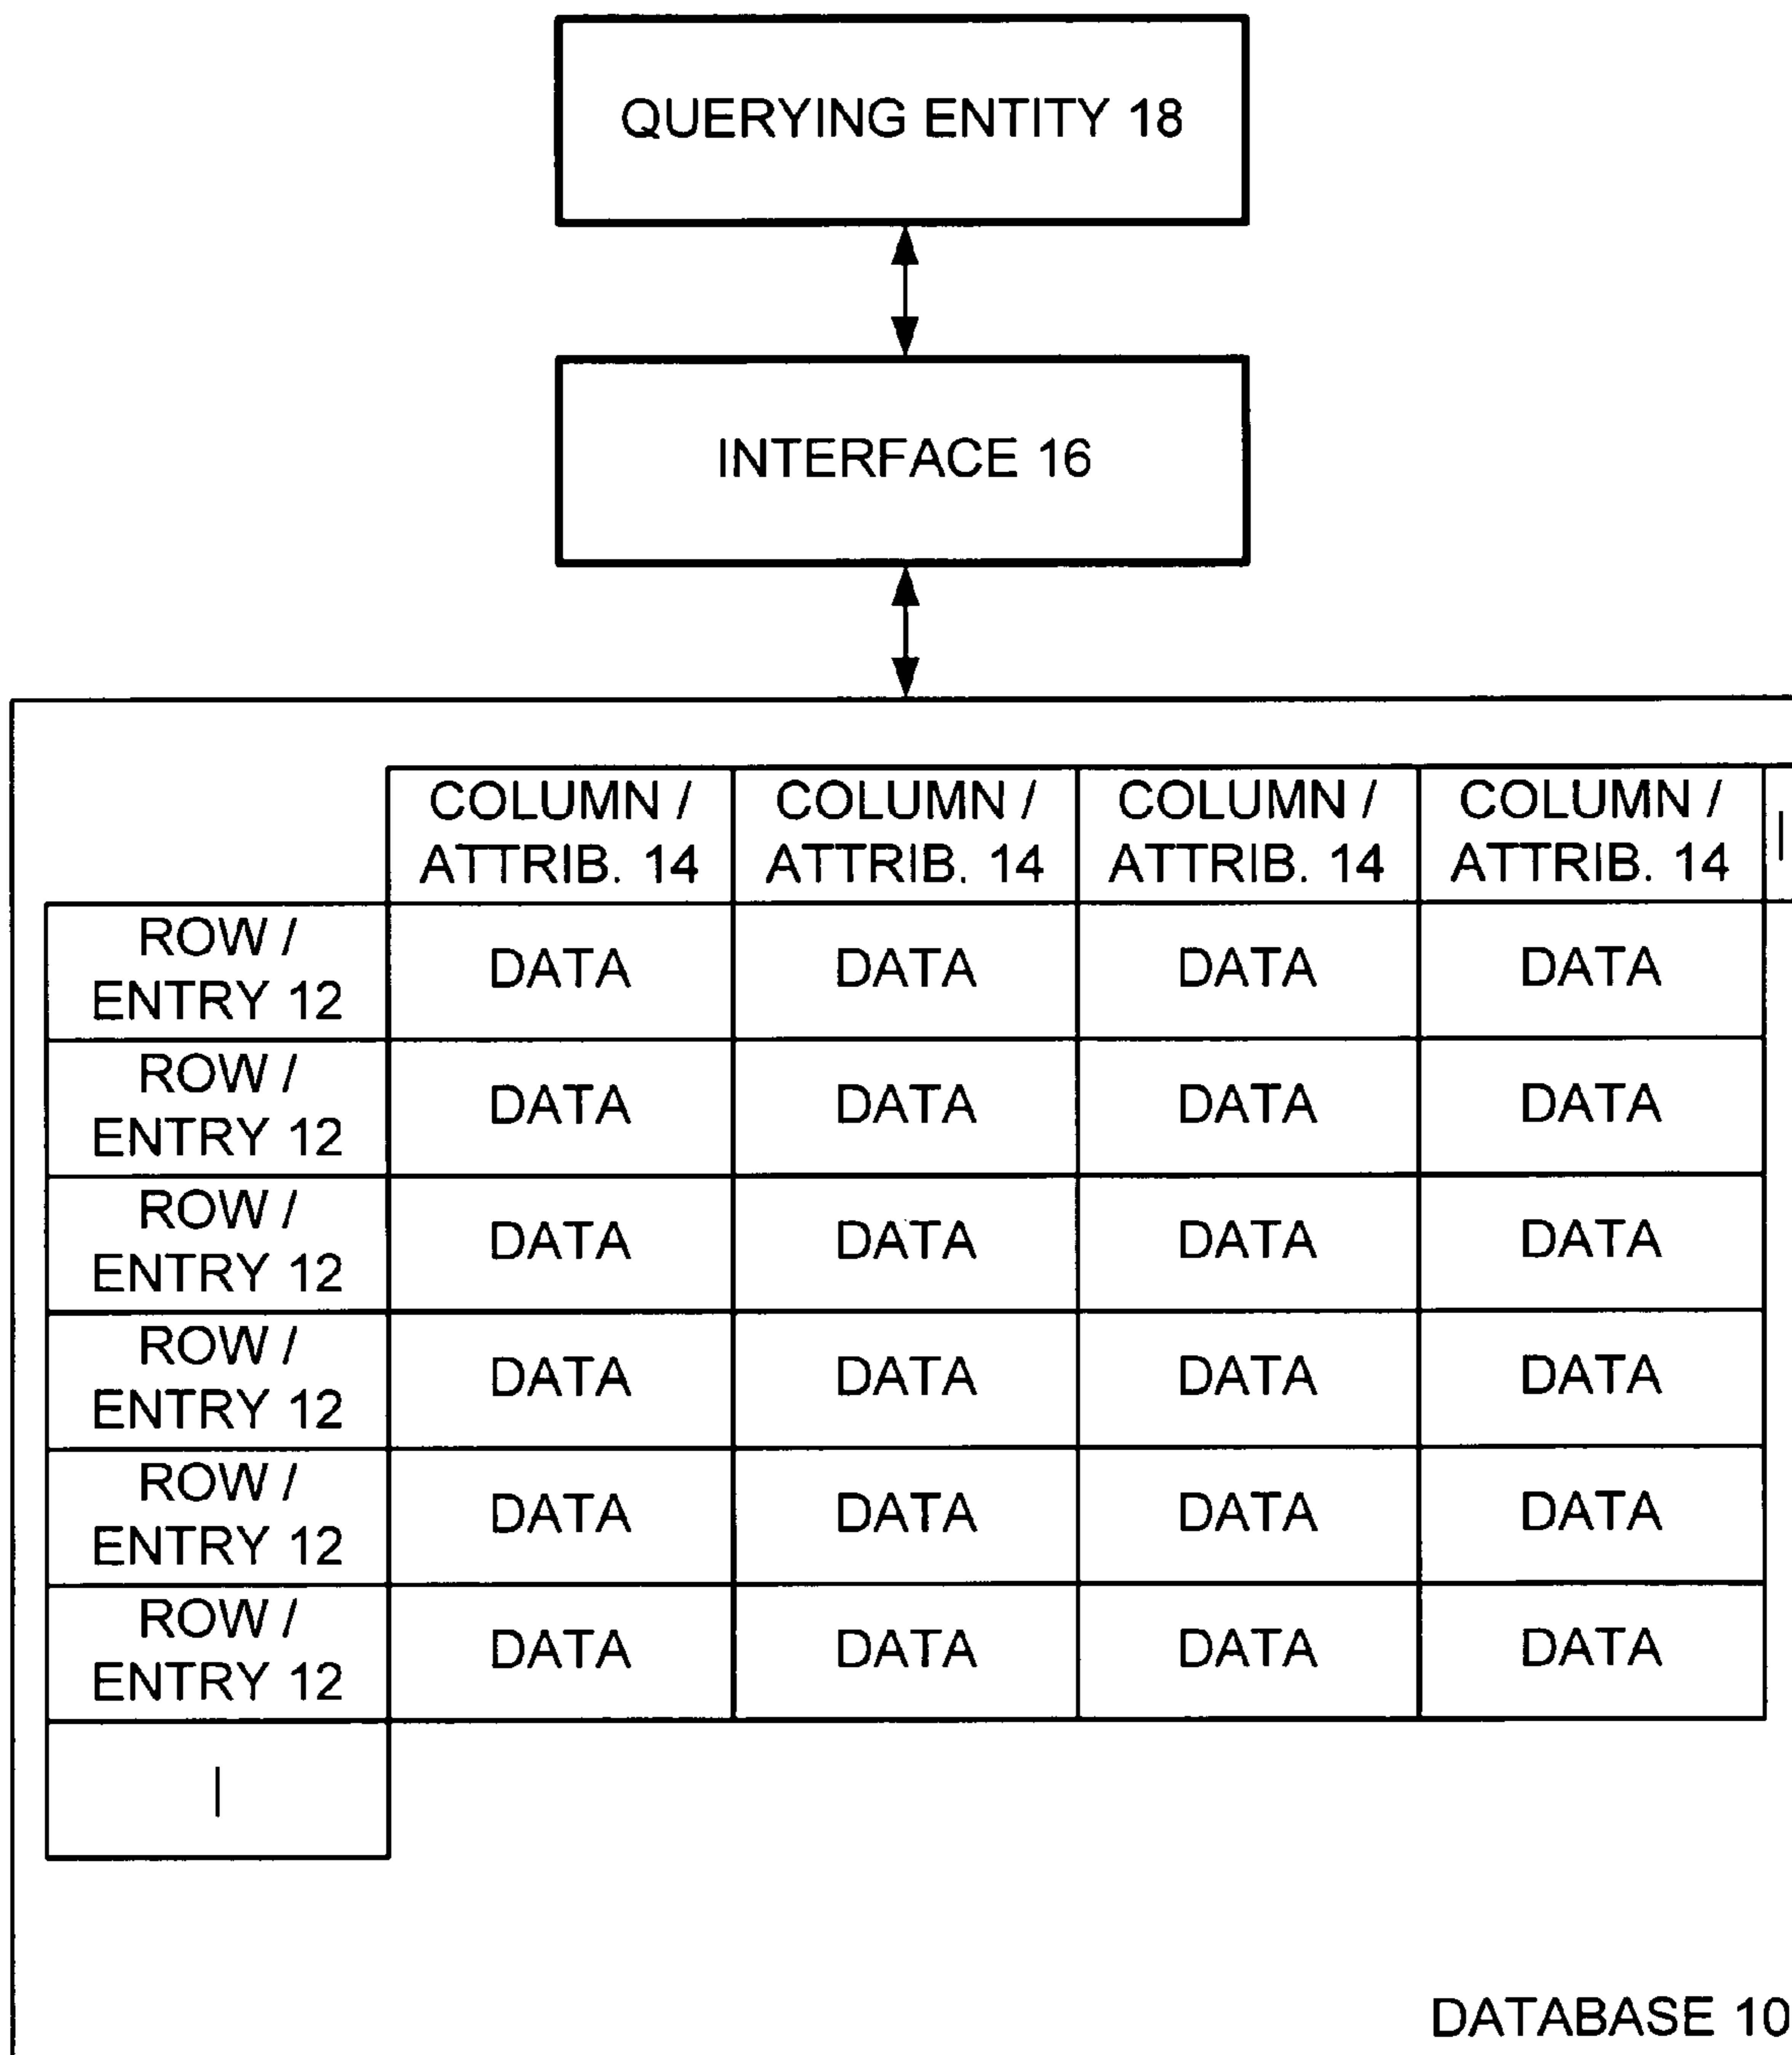 QUERYING ENTITY 18
INTERFACE 16
COLUMN / COLUMN / COLUMN / COLUMN /
ATTRIB. 14 ATTRIB. 14 ATTRIB. 14 ATTRIB. 14
ROW /
ENTRY 12 DATA DATA DATA DATA
ROW /
ENTRY 12 DATA DATA DATA DATA
ROW /
ENTRY 12 DATA DATA DATA DATA
ROW /
ENTRY 12 DATA DATA DATA DATA
ROW /
ENTRY 12 DATA DATA DATA DATA
ROW /
ENTRY 12 DATA DATA DATA DATA
DATABASE 10